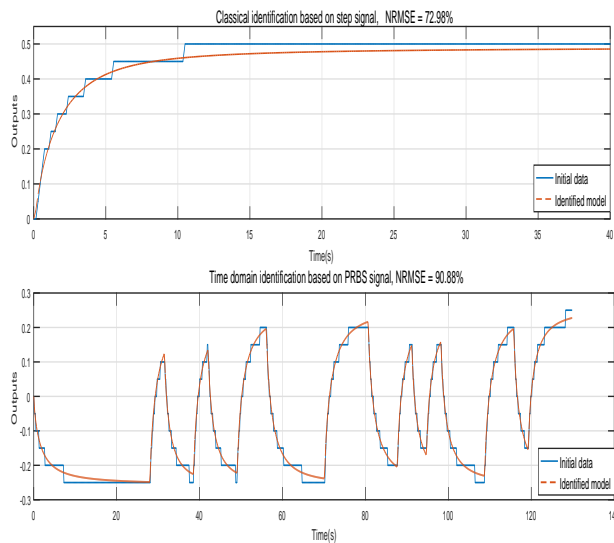 Classical identification based on step signal, NRMSE = 72.98%
Outputs
0.5
0.4
0.3
0.2
0.1
0
0 5 10 15 20 25 30 35 40
Time(s)
Initial data
Identified model
Time domain identification based on PRBS signal, NRMSE = 90.88%
Outputs
0.3
0.2
0.1
0
-0.1
-0.2
-0.3
0 20 40 60 80 100 120 140
Time(s)
Initial data
Identified model